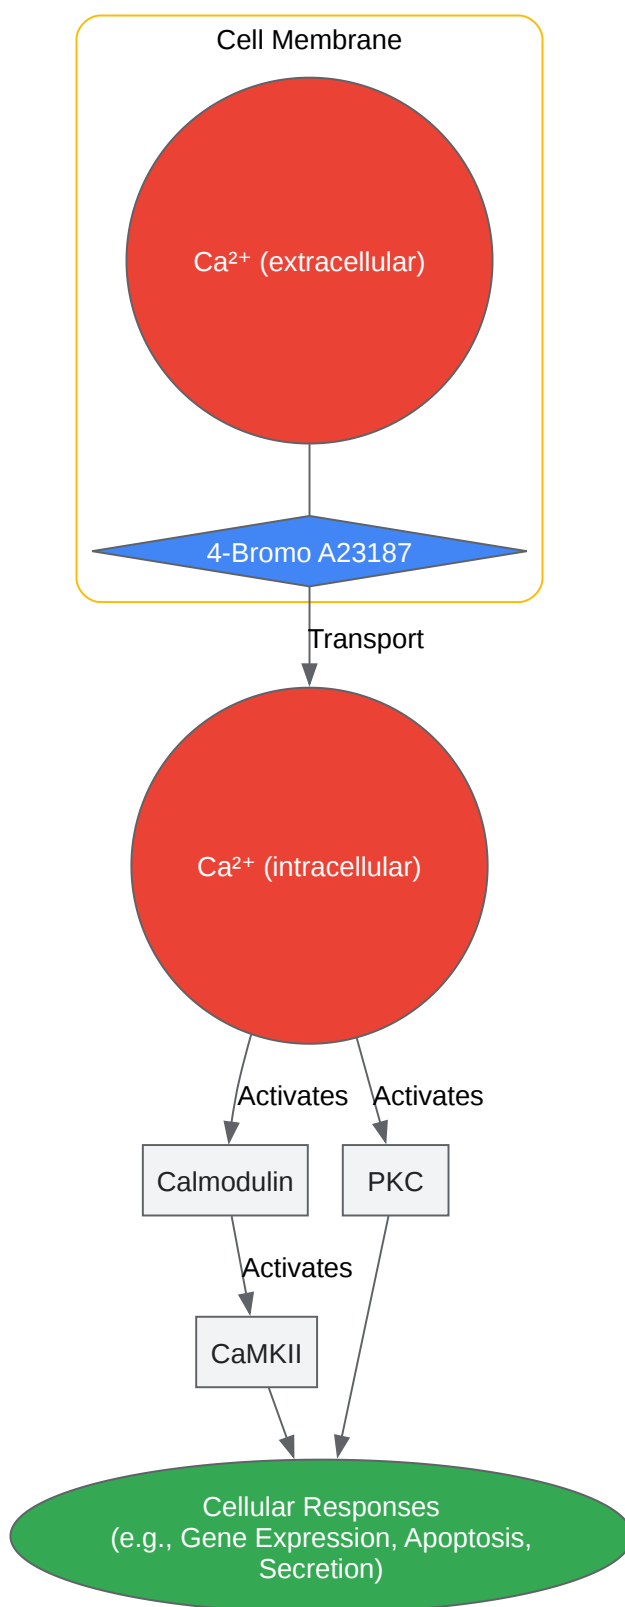 Cell Membrane
Ca²⁺ (extracellular)
4-Bromo A23187
Transport
Ca²⁺ (intracellular)
Activates
Activates
Calmodulin
PKC
Activates
CaMKII
Cellular Responses
(e.g., Gene Expression, Apoptosis,
Secretion)